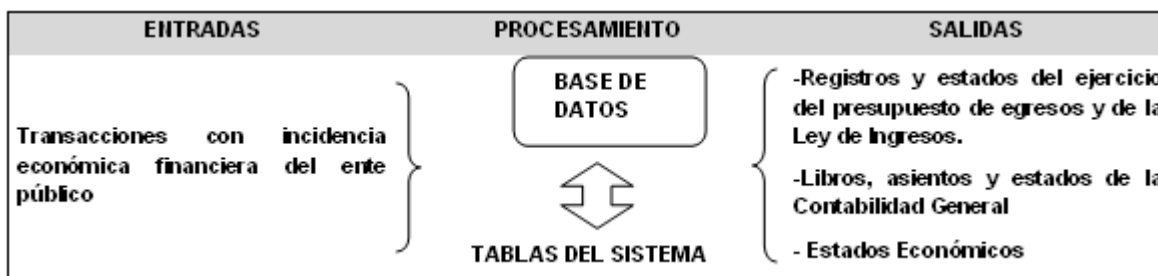 ENTRADAS PROCESAMIENTO SALIDAS
Transacciones con incidencia
económica financiera del ente
público
BASE DE
DATOS
TABLAS DEL SISTEMA
-Registros y estados del ejercicio
del presupuesto de egresos y de la
Ley de Ingresos.
-Libros, asientos y estados de la
Contabilidad General
- Estados Económicos